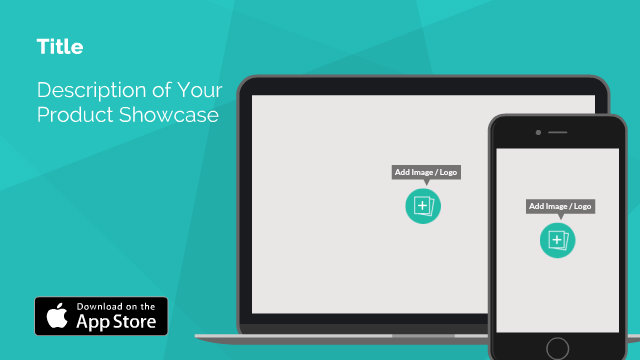 Title
Description of Your
Product Showcase
Add Image / Logo
Add Image / Logo
Download on the
App Store